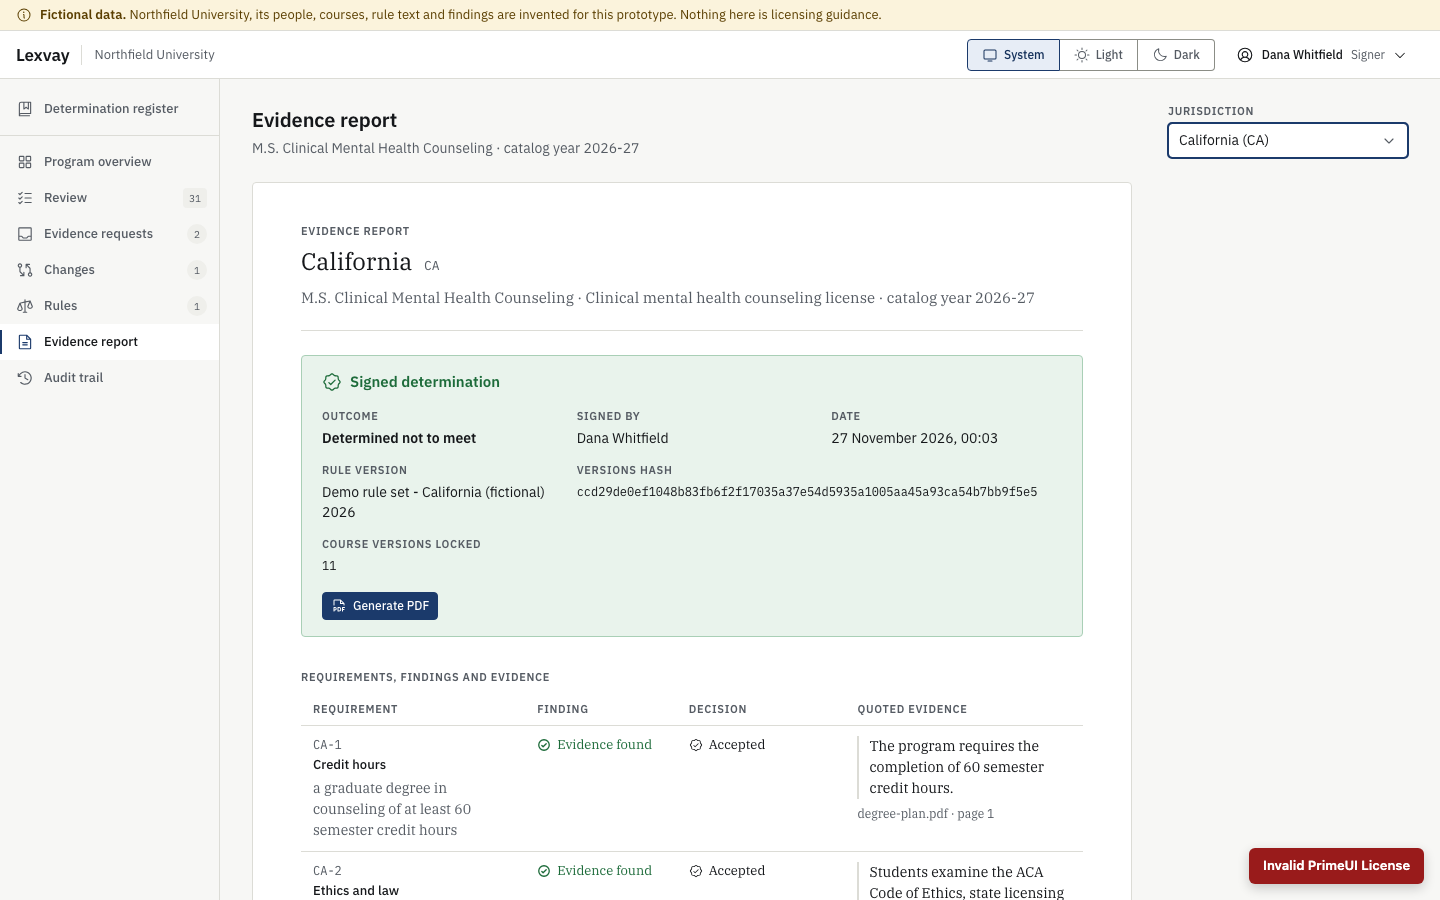 Fictional data. Northfield University, its people, courses, rule text and findings are invented for this prototype. Nothing here is licensing guidance.
Lexvay
Northfield University
System
Light
Dark
Dana Whitfield Signer
Determination register
Program overview
Review 31
Evidence requests 2
Changes 1
Rules 1
Evidence report
Audit trail
Evidence report
M.S. Clinical Mental Health Counseling · catalog year 2026-27
JURISDICTION
California (CA)
EVIDENCE REPORT
California CA
M.S. Clinical Mental Health Counseling · Clinical mental health counseling license · catalog year 2026-27
Signed determination
OUTCOME
Determined not to meet
SIGNED BY
Dana Whitfield
DATE
27 November 2026, 00:03
RULE VERSION
Demo rule set - California (fictional)
2026
VERSIONS HASH
ccd29de0ef1048b83fb6f2f17035a37e54d5935a1005aa45a93ca54b7bb9f5e5
COURSE VERSIONS LOCKED
11
PDF Generate PDF
REQUIREMENTS, FINDINGS AND EVIDENCE
REQUIREMENT FINDING DECISION QUOTED EVIDENCE
CA-1
Credit hours
a graduate degree in
counseling of at least 60
semester credit hours
Evidence found
Accepted
The program requires the
completion of 60 semester
credit hours.
degree-plan.pdf · page 1
CA-2
Ethics and law
Evidence found
Accepted
Students examine the ACA
Code of Ethics, state licensing
Invalid PrimeUI License